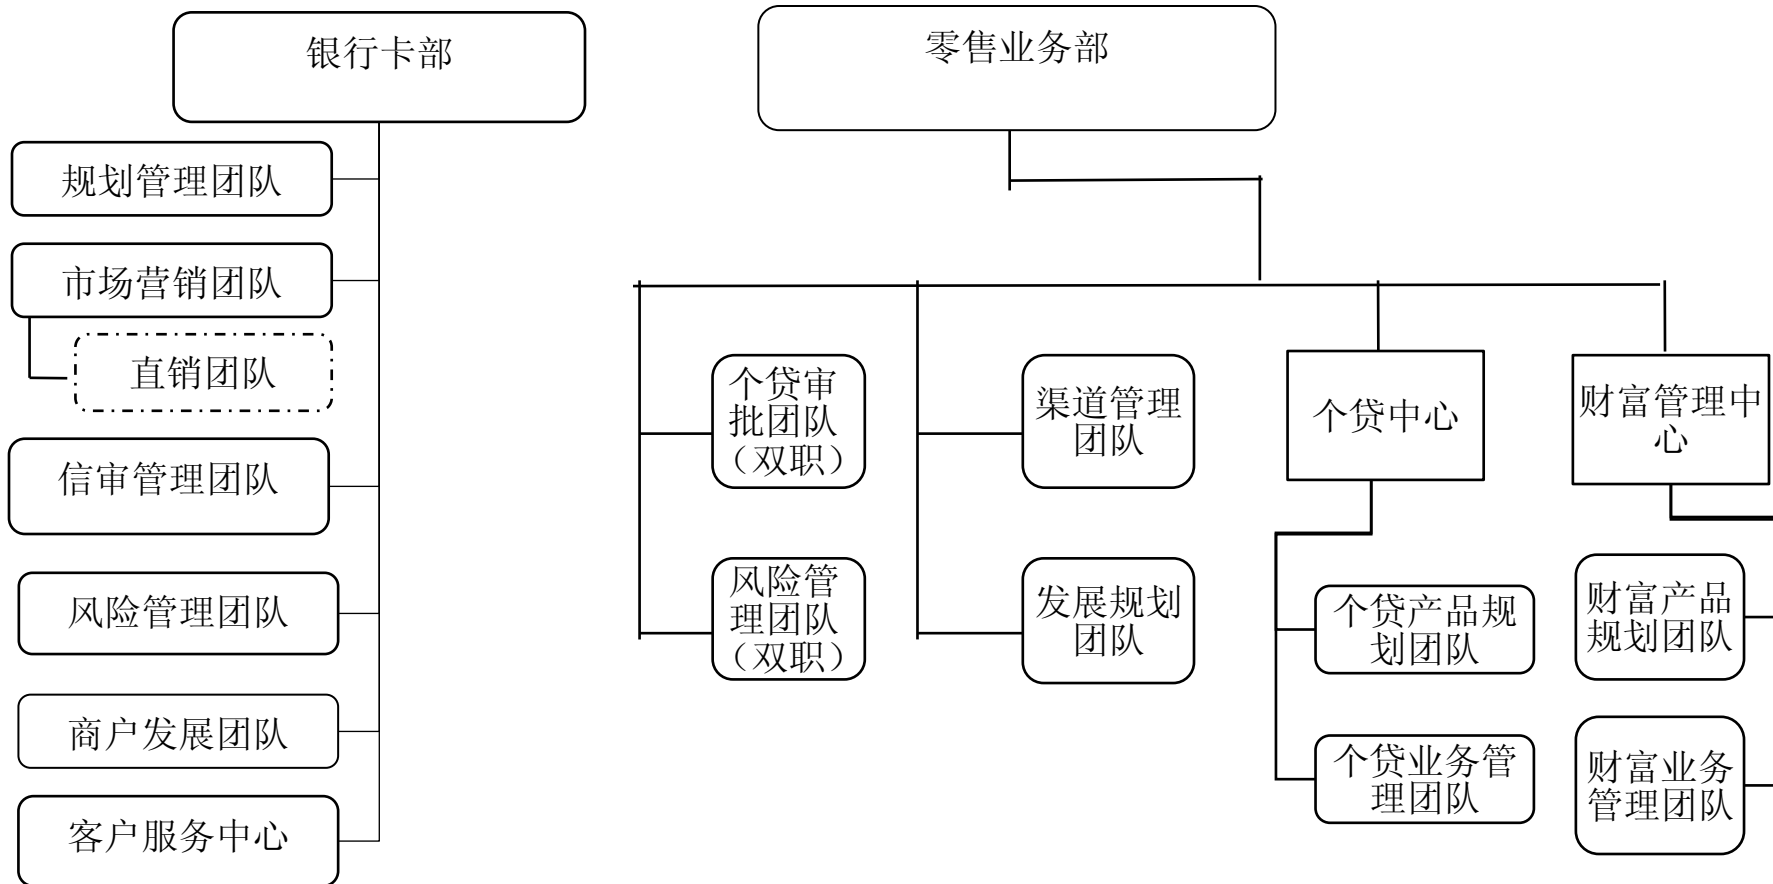 银行卡部
规划管理团队
市场营销团队
直销团队
信审管理团队
风险管理团队
商户发展团队
客户服务中心
零售业务部
个贷审
批团队
（双职）
风险管
理团队
（双职）
渠道管理
团队
发展规划
团队
个贷中心
个贷产品规
划团队
个贷业务管
理团队
财富管理中
心
财富产品
规划团队
财富业务
管理团队